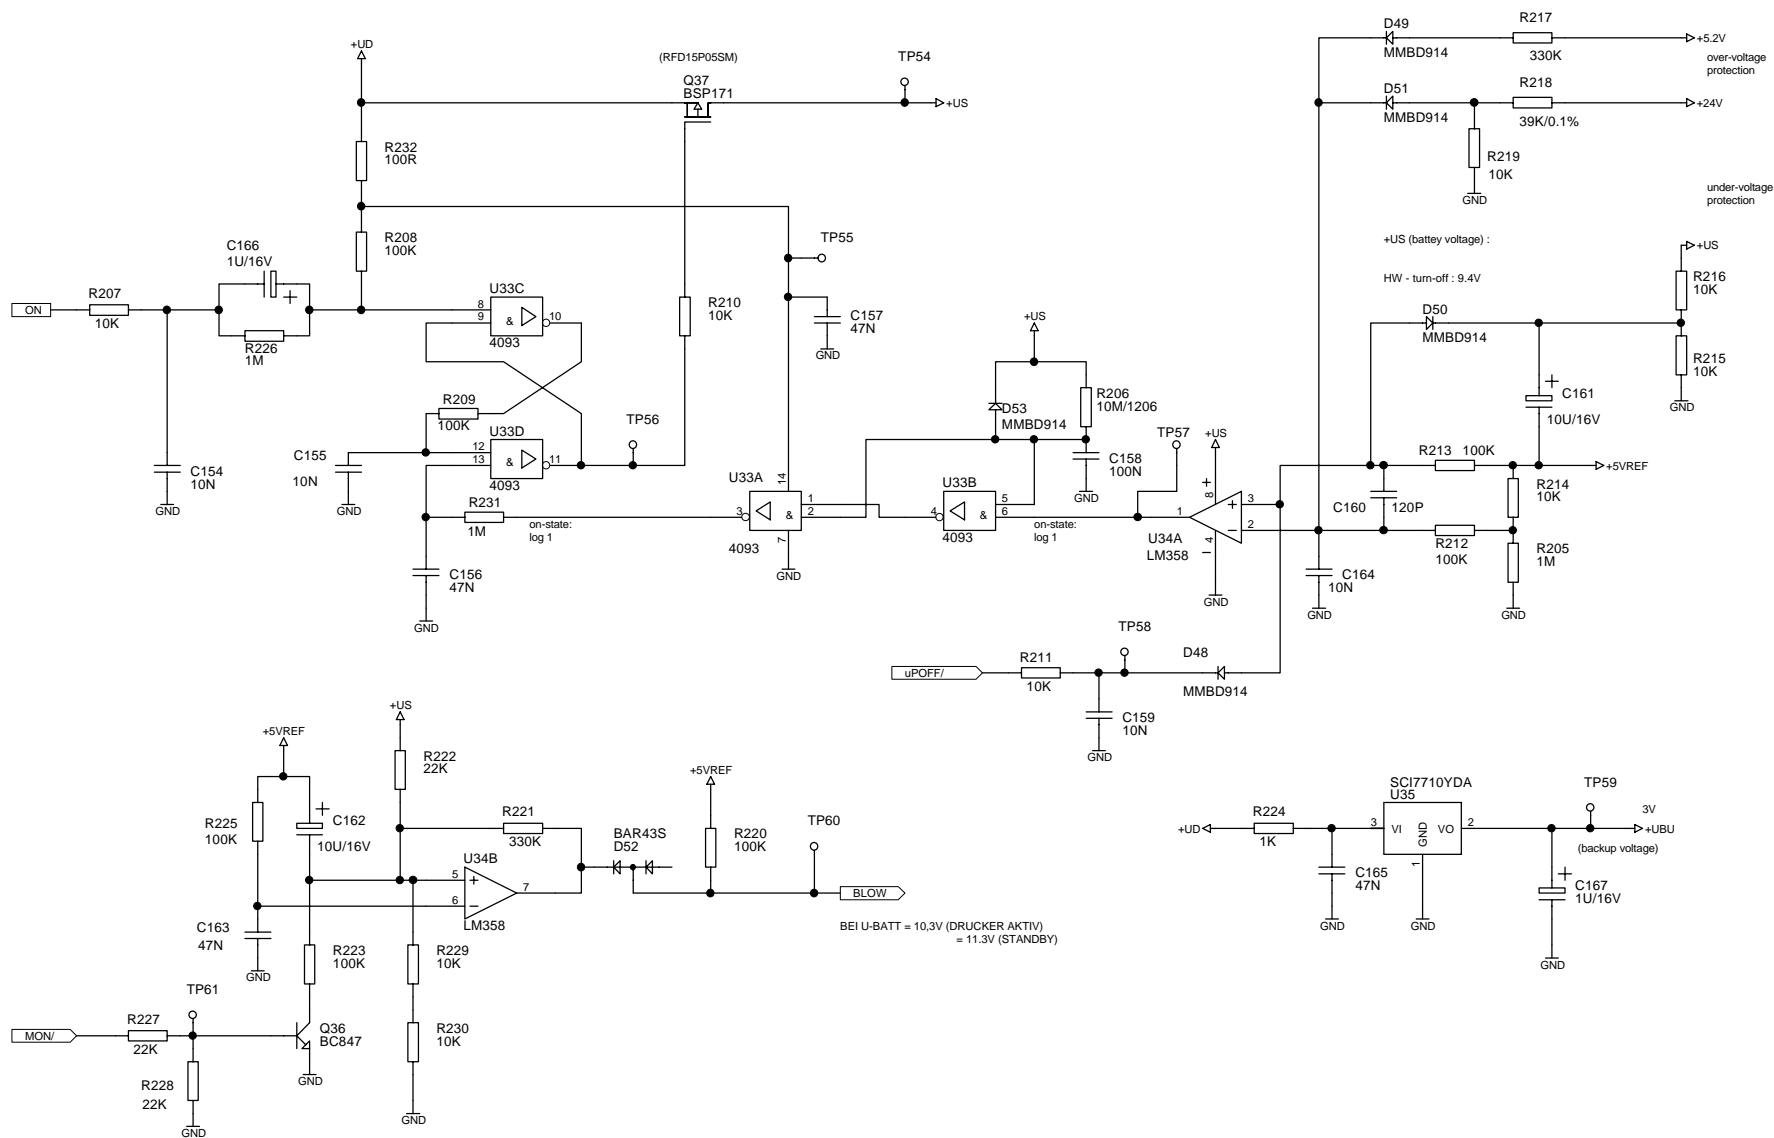 +UD
(RFD15P05SM)
Q37
BSP171
TP54
+US
D49
MMBD914
R217
330K
+5.2V
over-voltage
protection
D51
MMBD914
R218
39K/0.1%
+24V
R219
10K
GND
under-voltage
protection
R232
100R
R208
100K
TP55
C166
1U/16V
+
ON
R207
10K
R226
1M
U33C
8
9
&
10
4093
R210
10K
C157
47N
GND
+US (battey voltage) :
HW - turn-off : 9.4V
+US
R216
10K
D50
MMBD914
R215
10K
GND
+
C161
10U/16V
+US
R206
10M/1206
D53
MMBD914
R209
100K
TP56
U33D
12
13
&
11
4093
C155
10N
GND
C154
10N
GND
TP57
+US
C158
100N
GND
R213
100K
+5VREF
R214
10K
C160
120P
U33A
14
3
&
1
2
7
4093
GND
U33B
4
&
5
6
4093
R231
1M
on-state:
log 1
on-state:
log 1
8
+
1
+
3
−
2
4
−
U34A
LM358
GND
R212
100K
R205
1M
C164
10N
GND
GND
C156
47N
GND
TP58
uPOFF/
R211
10K
D48
MMBD914
C159
10N
GND
+US
+5VREF
R222
22K
R225
100K
+
C162
10U/16V
R221
330K
+5VREF
BAR43S
D52
R220
100K
TP60
U34B
5
+
6
−
7
LM358
BLOW
BEI U-BATT = 10,3V (DRUCKER AKTIV)
= 11.3V (STANDBY)
C163
47N
GND
R223
100K
R229
10K
TP61
MON/
R227
22K
Q36
BC847
GND
R230
10K
GND
R228
22K
GND
SCI7710YDA
U35
TP59
3V
+UD
R224
1K
3
VI
GND
VO
2
1
+UBU
(backup voltage)
C165
47N
GND
GND
+
C167
1U/16V
GND